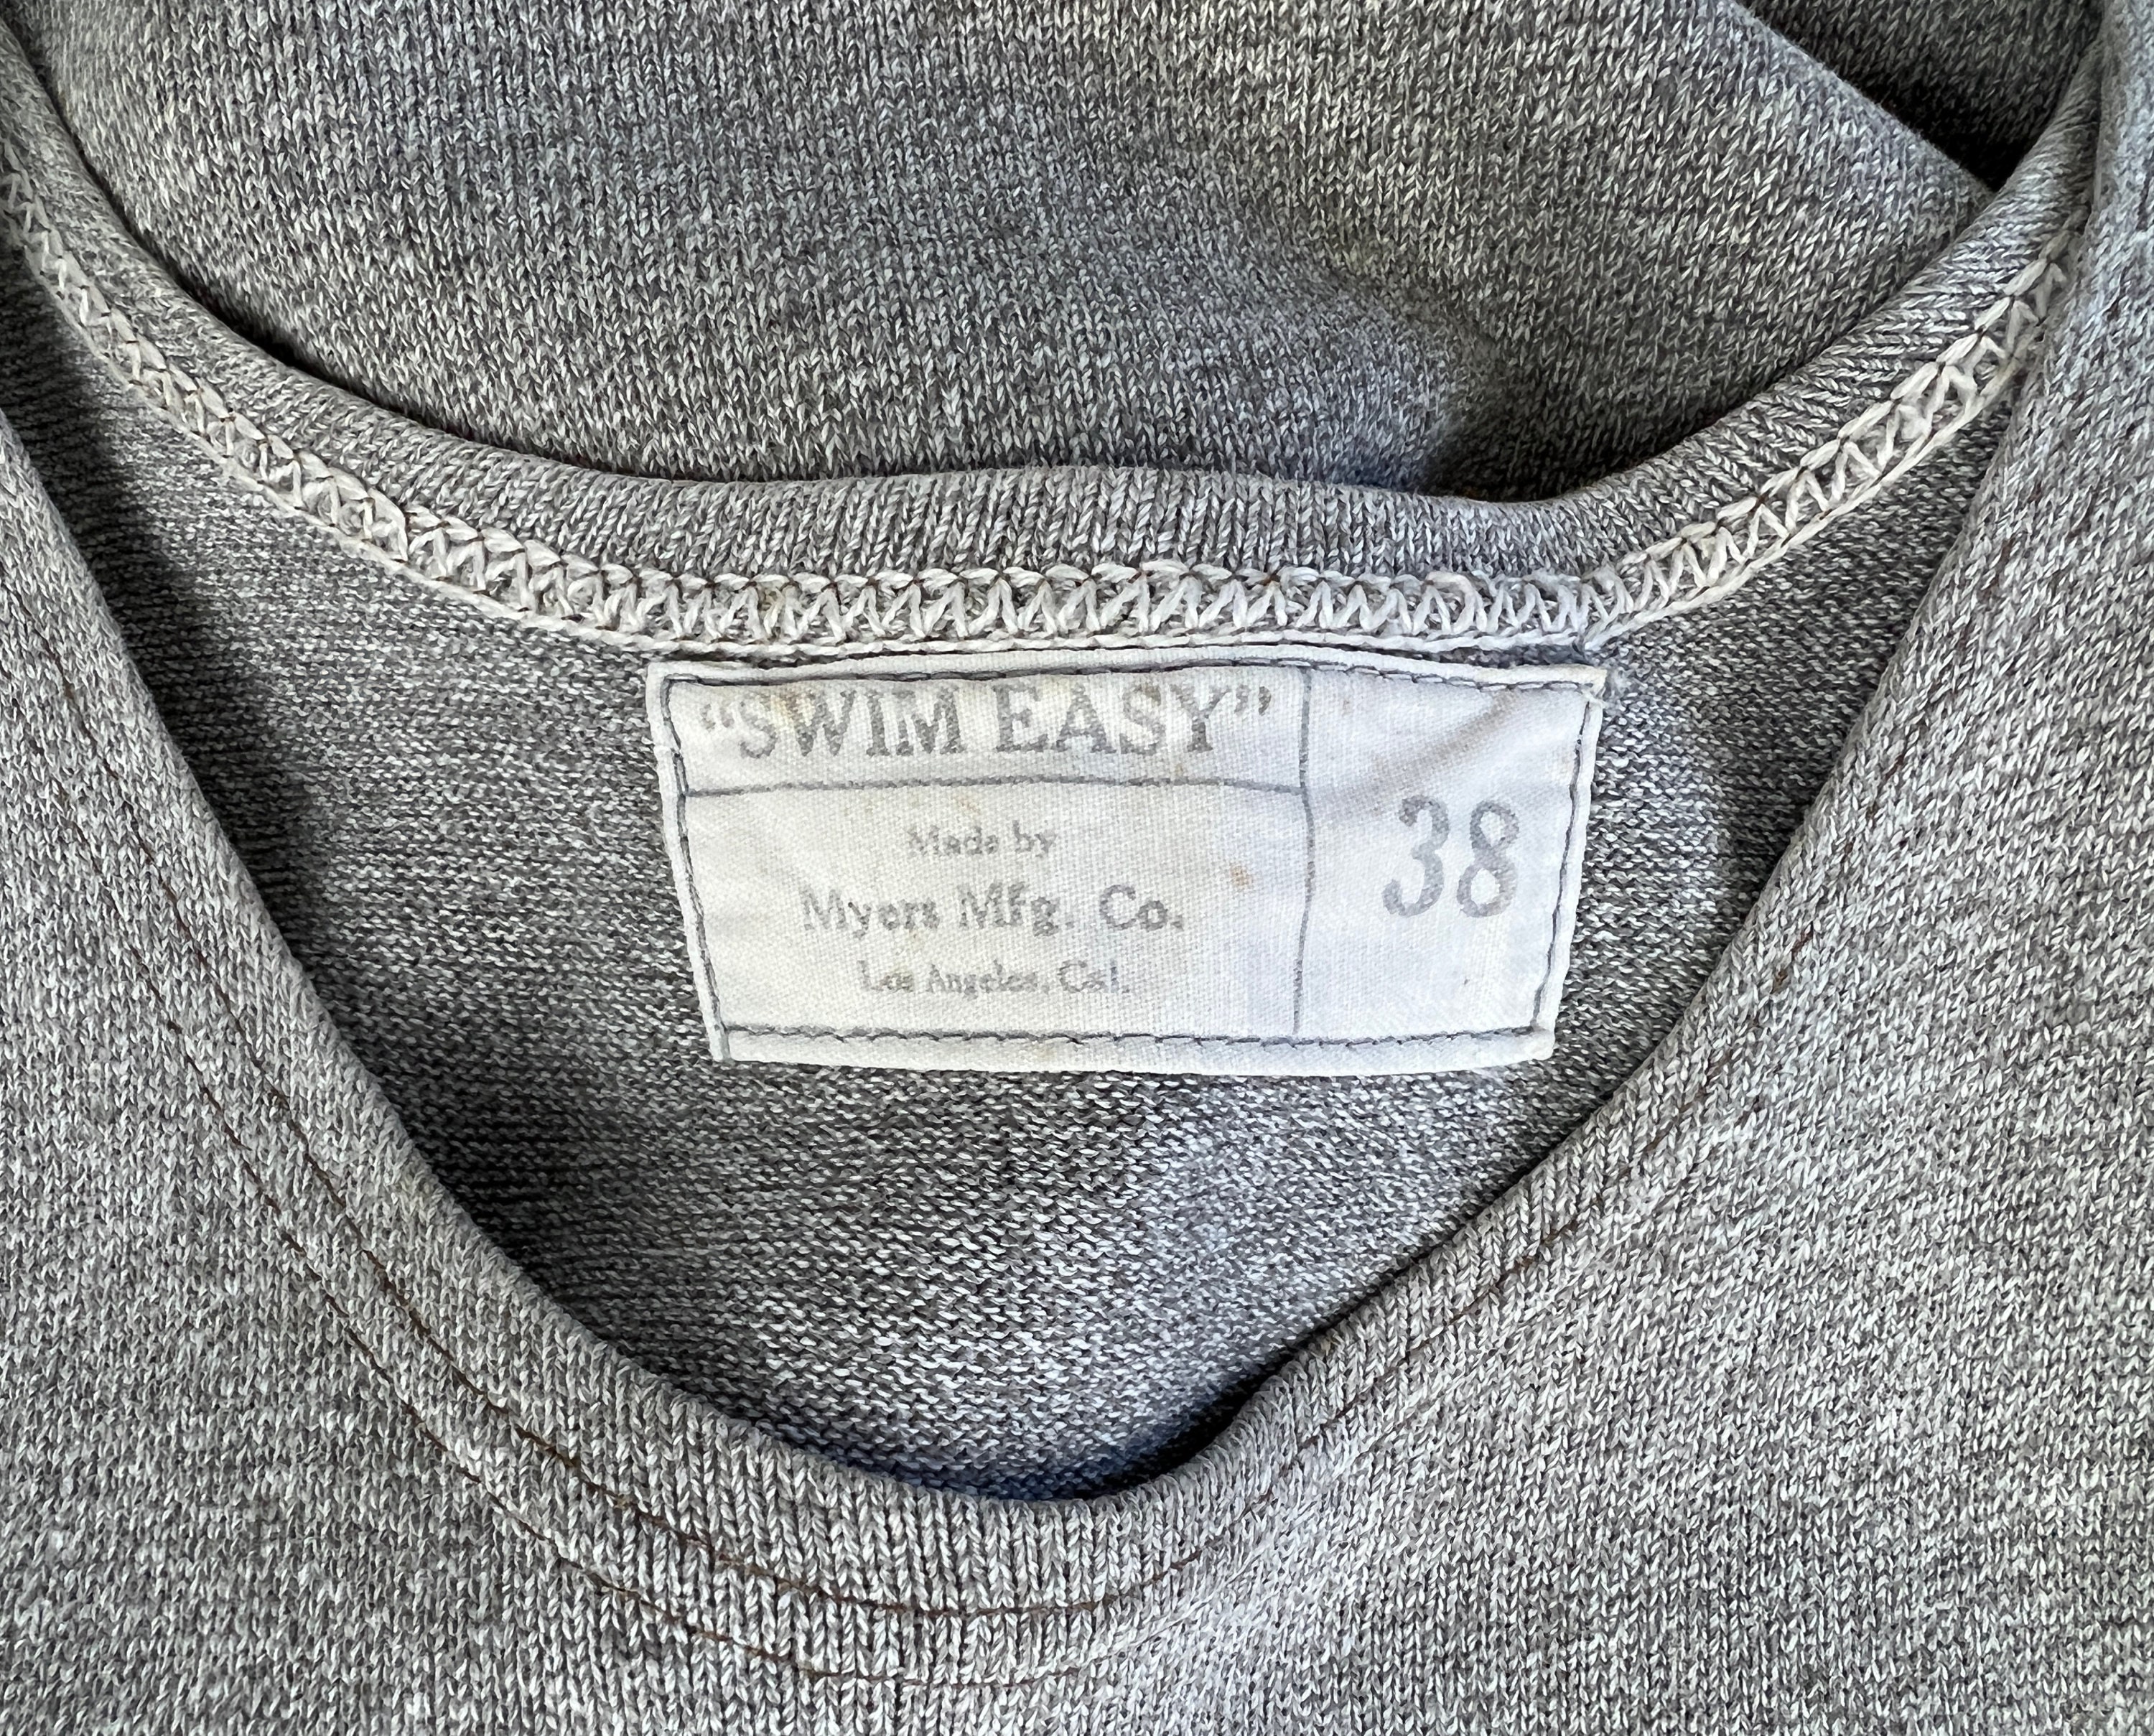 “SWIM EASY”
Made by
Myers Mfg. Co.
Los Angeles, Cal.
38